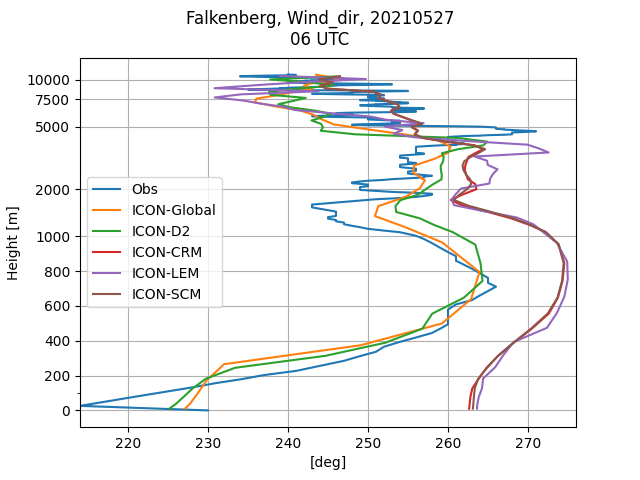 Falkenberg, Wind_dir, 20210527
06 UTC
Height [m]
10000
7500
5000
2000
1000
800
600
400
200
0
Obs
ICON-Global
ICON-D2
ICON-CRM
ICON-LEM
ICON-SCM
220 230 240 250 260 270
[deg]